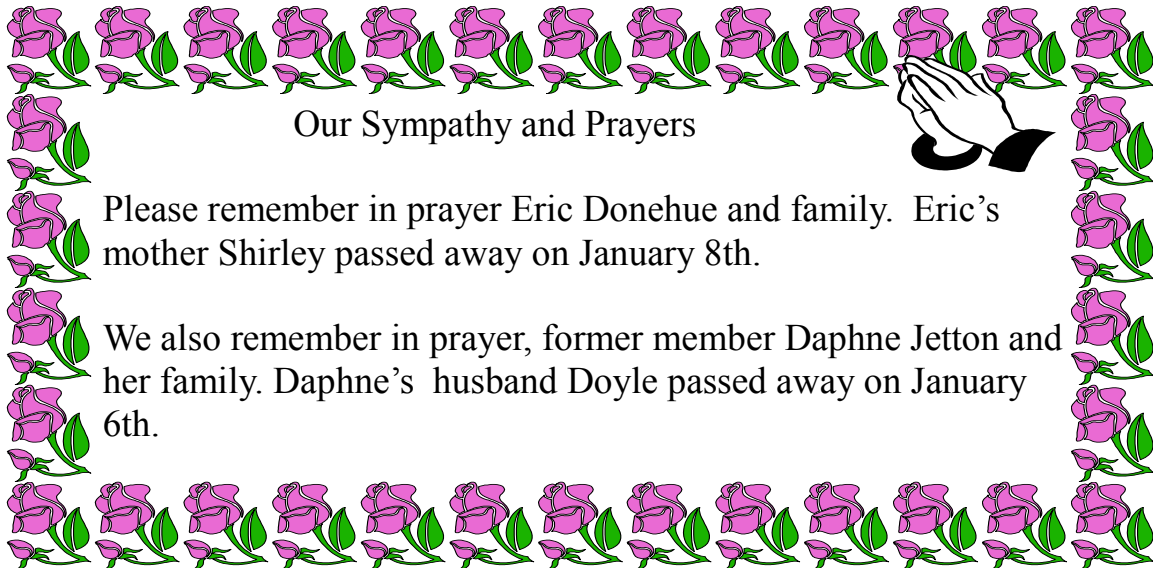 Our Sympathy and Prayers
Please remember in prayer Eric Donehue and family.  Eric’s
mother Shirley passed away on January 8th.
We also remember in prayer, former member Daphne Jetton and
her family. Daphne’s  husband Doyle passed away on January
6th.